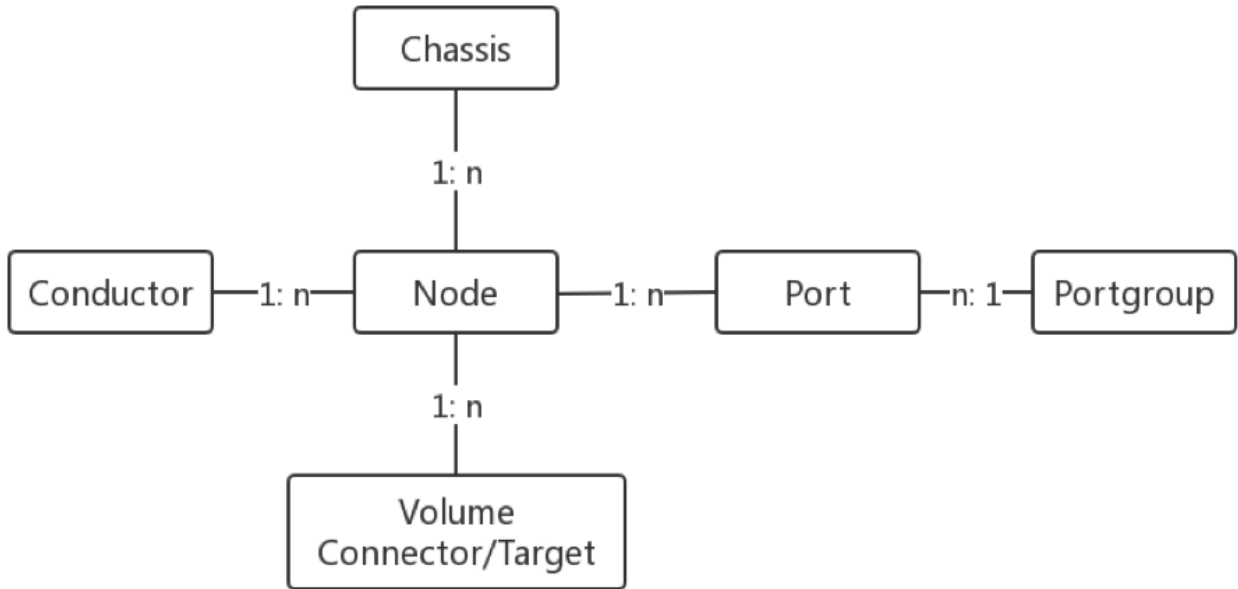 Chassis
1: n
Conductor
1: n
Node
1: n
Port
n: 1
Portgroup
1: n
Volume
Connector/Target